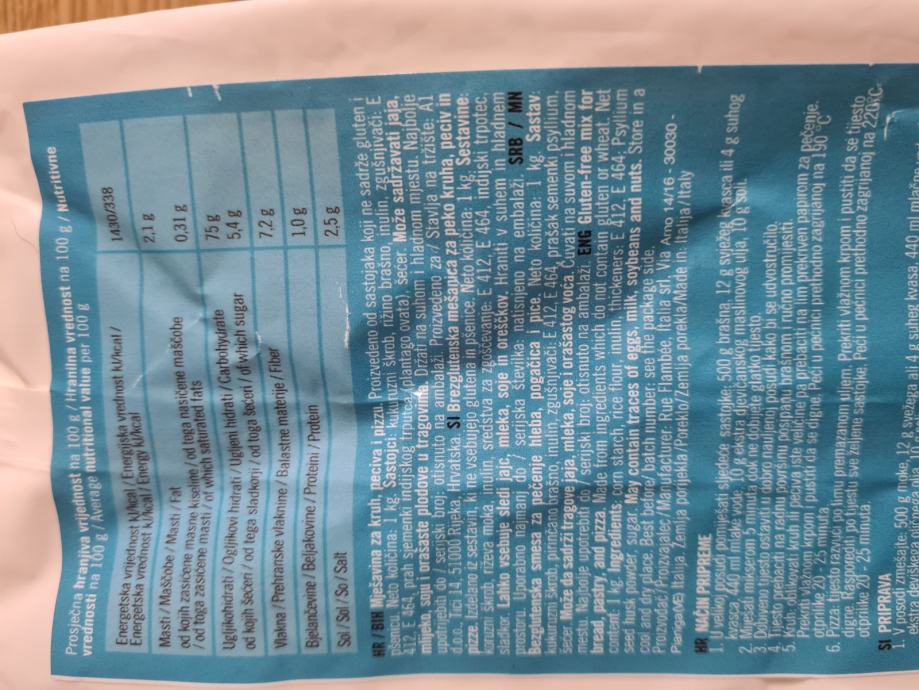 Prosječna hranjiva vrijednost na 100 g / Hranilna vrednost na 100 g / Nutritivne
vrednosti na 100 g / Average nutritional value per 100 g
Energetska vrijednost kJ/kcal / Energijska vrednost kJ/kcal /
Energetska vrednost kJ/kcal / Energy kJ/kcal
1430/338
Masti / Maščobe / Masti / Fat
2,1 g
od kojih zasićene masne kiseline / od tega nasičene maščobe
/ od toga zasićene masti / of which saturated fats
0,31 g
Ugljikohidrati / Ogljikovi hidrati / Ugljeni hidrati / Carbohydrate
75 g
od kojih šećeri / od tega sladkorji / od toga šećeri / of which sugar
5,4 g
Vlakna / Prehranske vlaknine / Balastne materije / Fiber
7,2 g
Bjelančevine / Beljakovine / Proteini / Protein
1,0 g
Sol / Sol / So / Salt
2,5 g
HR / BIH Mješavina za kruh, peciva i pizzu. Proizvedeno od sastojaka koji ne sadrže gluten i
pšenicu. Neto količina: 1 kg. Sastojci: kukuruzni škrob, rižino brašno, inulin, zgušnjivači: E
412, E 464, prah sjemenki indijskog trputca (plantago ovata), šećer. Može sadržavati jaja,
mlijeko, soju i orašaste plodove u tragovima. Držati na suhom i hladnom mjestu. Najbolje
upotrijebiti do / serijski broj: otisnuto na ambalaži. Proizvedeno za / Stavlja na tržište: A1
d.o.o., 51000 Rijeka, Hrvatska. SI Brezglutenska mešanica za peko kruha, peciv in
pizze. Izdelano iz sestavin, ki ne vsebujejo glutena in pšenice. Neto količina: 1 kg. Sestavine:
koruzni škrob, riževa moka, inulin, sredstva za zgoščevanje: E 412, E 464, indijski trpotec,
sladkor. Lahko vsebuje sledi jajc, mleka, soje in oreščkov. Hraniti v suhem in hladnem
prostoru. Uporabno najmanj do / serijska številka: natisnjeno na embalaži. SRB / MN
Bezglutenska smesa za pečenje hleba, pogačica i pice. Neto količina: 1 kg. Sastav:
kukuruzni škrob, pirinčano brašno, inulin, zgušnjivači: E 412, E 464, prašak semenki psyllium,
šećer. Može da sadrži tragove jaja, mleka, soje i orašastog voća. Čuvati na suvom i hladnom
mestu. Najbolje upotrebiti do / serijski broj: otisnuto na ambalaži. ENG Gluten-free mix for
bread, pastry, and pizza. Made from ingredients which do not contain gluten or wheat. Net
content: 1 kg. Ingredients: corn starch, rice flour, inulin, thickeners: E 412, E 464, Psyllium
seed husk powder, sugar. May contain traces of eggs, milk, soybeans and nuts. Store in a
cool and dry place. Best before / batch number: see the package side.
Proizvođač/Proizvajalec/Manufacturer: Italia srl, Via Arno 14/16 - 30030 -
Pianiga(VE) Italija, Zemlja porijekla/Poreklo/Zemlja porekla/Made in: Italija / Italy
HR NAČIN PRIPREME
1. U veliku posudu pomiješati sljedeće sastojke: 500 g brašna, 12 g svježeg kvasca ili 4 g suhog
kvasca, 440 ml mlake vode, 10 g ekstra djevičanskog maslinovog ulja, 10 g soli.
2. Miješati desetak 5 minuta, dok ne dobijete glatko tijesto.
3. Dobiveno tijesto ostaviti u dobro nauljenoj posudi kako bi se udvostručilo.
4. Tijesto prebaciti na radnu površinu posipanu brašnom i ručno promiješati.
5. Kruh: oblikovati kruh ili peciva iste veličine pa prebaciti na lim prekriven papirom za pečenje.
Prekriti vlažnom krpom i pustiti da se digne. Peći u pećnici prethodno zagrijanoj na 190°C
otprilike 20 - 25 minuta.
6. Pizza: tijesto razvući po limu premazanom uljem. Prekriti vlažnom krpom i pustiti da se tijesto
digne. Rasporediti po tijestu sve željene sastojke. Peći u pećnici prethodno zagrijanoj na 220°C,
otprilike 20 - 25 minuta.
SI PRIPRAVA
1. V posodi zmešajte: 500 g moke, 12 g svežega ali 4 g suhega kvasa, 440 ml